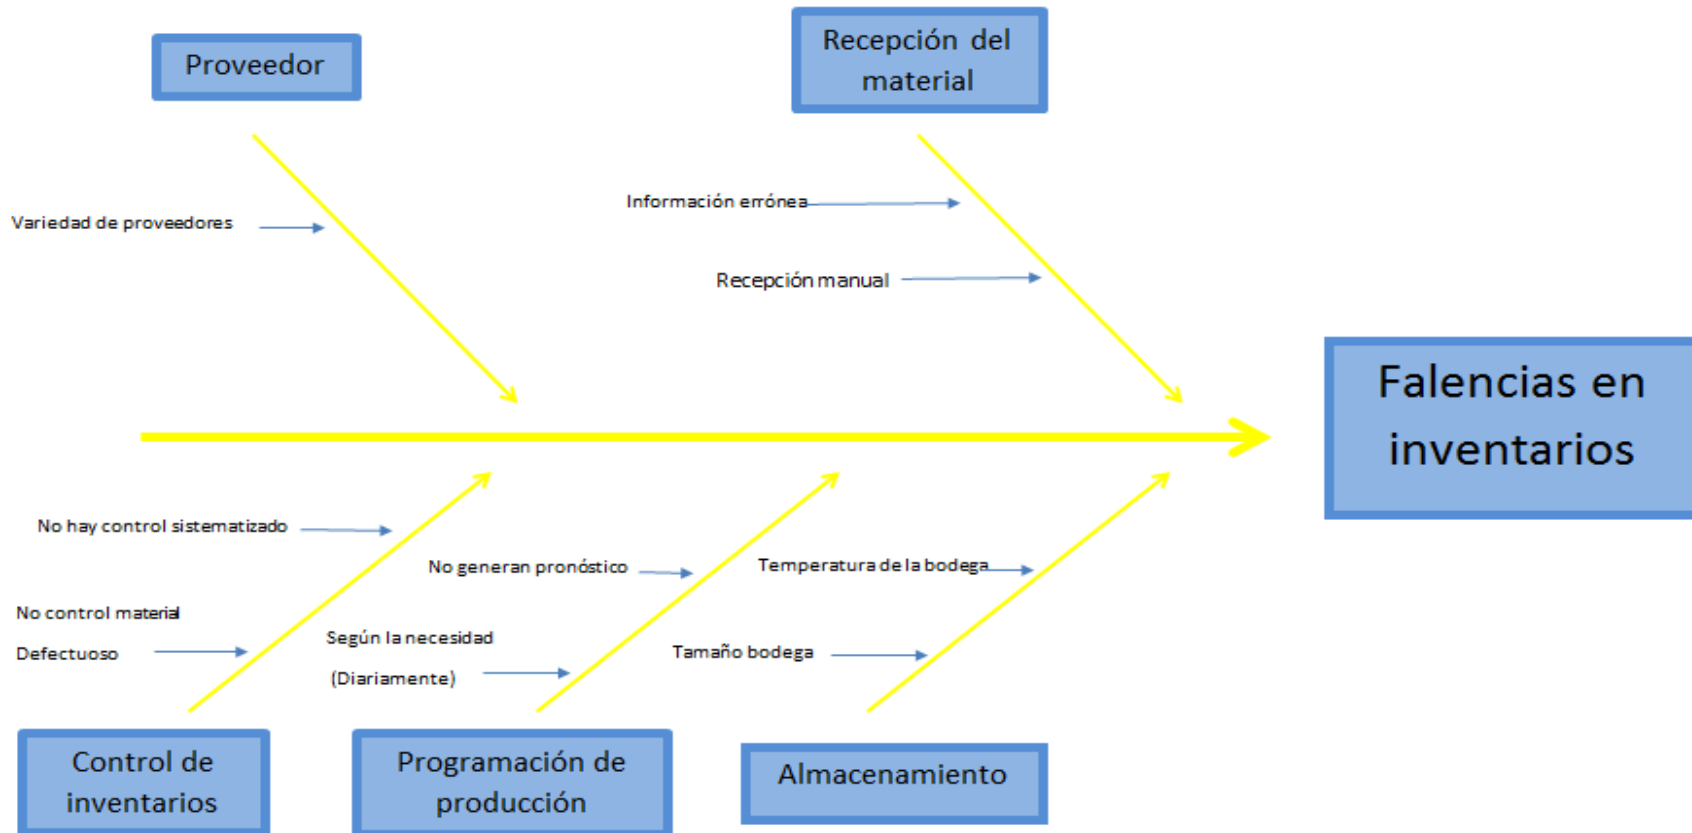 Proveedor
Recepción del
material
Información errónea
Variedad de proveedores
Recepción manual
Falencias en
inventarios
No hay control sistematizado
No generan pronóstico
Temperatura de la bodega
No control material
Defectuoso
Según la necesidad
(Diariamente)
Tamaño bodega
Control de
inventarios
Programación de
producción
Almacenamiento